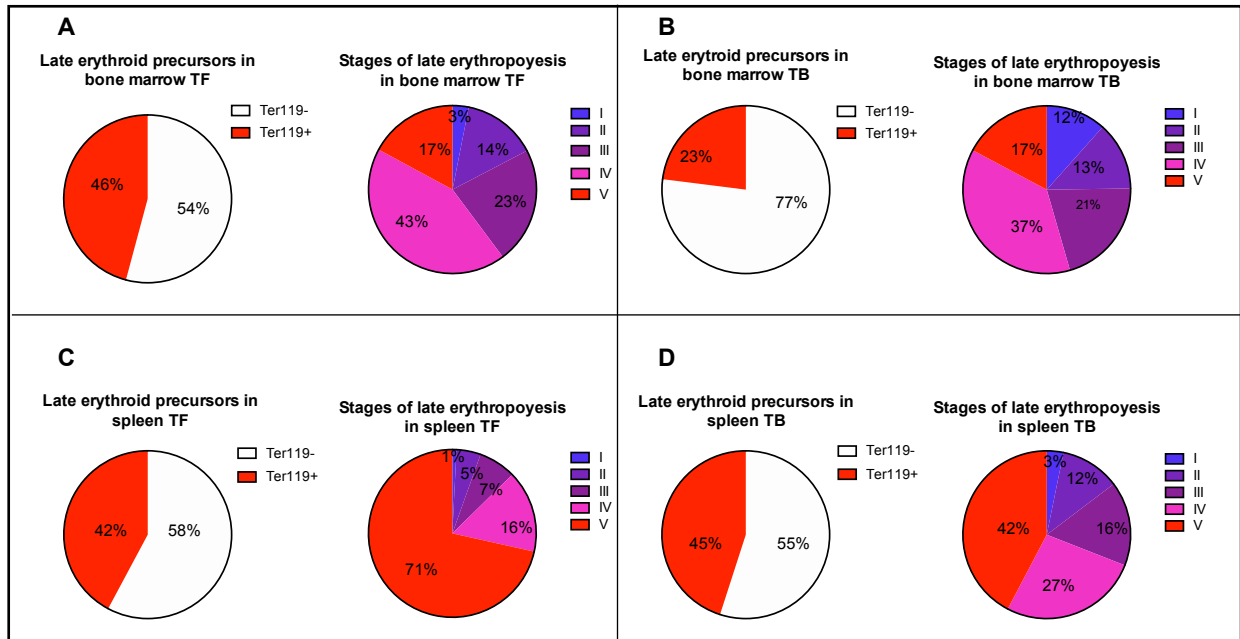 A
Late erythroid precursors in
bone marrow TF
Ter119-
Ter119+
46%
54%
Stages of late erythropoyesis
in bone marrow TF
I
II
III
IV
V
3%
14%
23%
43%
17%
B
Late erytroid precursors in
bone marrow TB
Ter119-
Ter119+
23%
77%
Stages of late erythropoyesis
in bone marrow TB
I
II
III
IV
V
12%
13%
21%
37%
17%
C
Late erythroid precursors in
spleen TF
Ter119-
Ter119+
42%
58%
Stages of late erythropoyesis
in spleen TF
I
II
III
IV
V
1%
5%
7%
16%
71%
D
Late erythroid precursors in
spleen TB
Ter119-
Ter119+
45%
55%
Stages of late erythropoyesis
in spleen TB
I
II
III
IV
V
3%
12%
16%
27%
42%